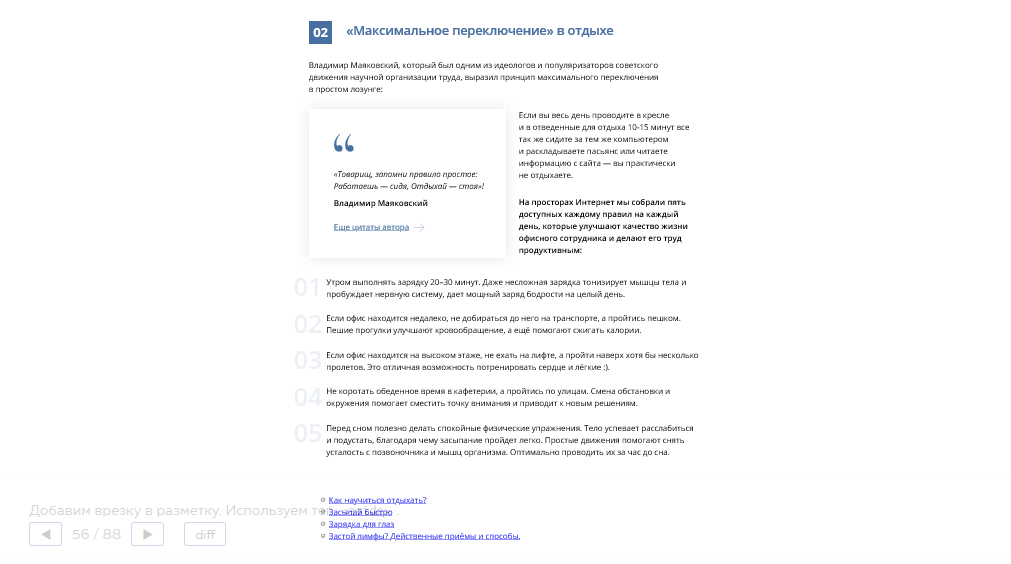 02 «Максимальное переключение» в отдыхе
Владимир Маяковский, который был одним из идеологов и популяризаторов советского
движения научной организации труда, выразил принцип максимального переключения
в простом лозунге:
“
«Товарищ, запомни правило простое:
Работаешь — сидя, Отдыхай — стоя»!
Владимир Маяковский
Еще цитаты автора
Если вы весь день проводите в кресле
и в отведенные для отдыха 10-15 минут все
так же сидите за тем же компьютером
и раскладываете пасьянс или читаете
информацию с сайта — вы практически
не отдыхаете.
На просторах Интернет мы собрали пять
доступных каждому правил на каждый
день, которые улучшают качество жизни
офисного сотрудника и делают его труд
продуктивным:
01 Утром выполнять зарядку 20–30 минут. Даже несложная зарядка тонизирует мышцы тела и
пробуждает нервную систему, дает мощный заряд бодрости на целый день.
02 Если офис находится недалеко, не добираться до него на транспорте, а пройтись пешком.
Пешие прогулки улучшают кровообращение, а ещё помогают сжигать калории.
03 Если офис находится на высоком этаже, не ехать на лифте, а пройти наверх хотя бы несколько
пролетов. Это отличная возможность потренировать сердце и лёгкие :).
04 Не коротать обеденное время в кафетерии, а пройтись по улицам. Смена обстановки и
окружения помогает сместить точку внимания и приводит к новым решениям.
05 Перед сном полезно делать спокойные физические упражнения. Тело успевает расслабиться
и подустать, благодаря чему засыпание пройдет легко. Простые движения помогают снять
усталость с позвоночника и мышц организма. Оптимально проводить их за час до сна.
Как научиться отдыхать?
Засыпай быстро
Зарядка для глаз
Застой лимфы? Действенные приёмы и способы.
Добавим врезку в разметку. Используем
56 / 88
diff